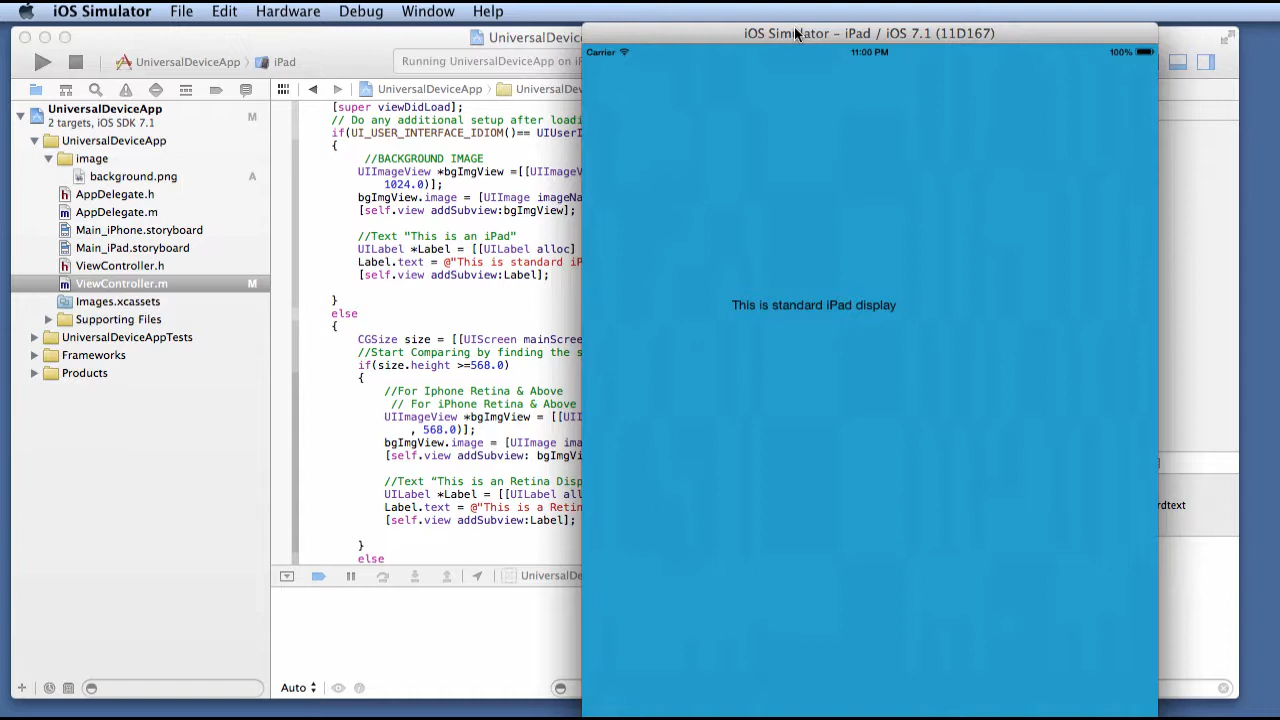 iOS Simulator File Edit Hardware Debug Window Help
UniversalDeviceApp
iOS Simulator – iPad / iOS 7.1 (11D167)
UniversalDeviceApp iPad
Running UniversalDeviceApp on i
Carrier 11:00 PM 100%
UniversalDeviceApp
2 targets, iOS SDK 7.1
M
UniversalDeviceApp
image
background.png A
AppDelegate.h
AppDelegate.m
Main_iPhone.storyboard
Main_iPad.storyboard
ViewController.h
ViewController.m M
Images.xcassets
Supporting Files
UniversalDeviceAppTests
Frameworks
Products
UniversalDeviceApp
[super viewDidLoad];
// Do any additional setup after loadi
if(UI_USER_INTERFACE_IDIOM()== UIUserI
{
//BACKGROUND IMAGE
UIImageView *bgImgView =[[UIImageV
1024.0)];
bgImgView.image = [UIImage imageNa
[self.view addSubview:bgImgView];
//Text "This is an iPad"
UILabel *Label = [[UILabel alloc]
Label.text = @"This is standard iP
[self.view addSubview:Label];
}
else
{
CGSize size = [[UIScreen mainScree
//Start Comparing by finding the s
if(size.height >=568.0)
{
//For Iphone Retina & Above
// For iPhone Retina & Above
UIImageView *bgImgView = [[UI
, 568.0)];
bgImgView.image = [UIImage ima
[self.view addSubview: bgImgVi
//Text “This is an Retina Disp
UILabel *Label = [[UILabel all
Label.text = @"This is a Retin
[self.view addSubview:Label];
}
else
This is standard iPad display
rdtext
Auto